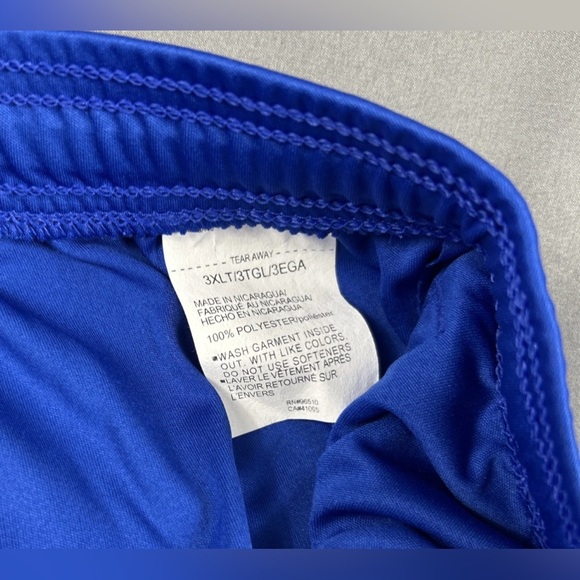 TEAR AWAY
3XLT/3TGL/3EGA
MADE IN NICARAGUA/
FABRIQUÉ AU NICARAGUA/
HECHO EN NICARAGUA
100% POLYESTER/poliéster
■WASH GARMENT INSIDE
OUT, WITH LIKE COLORS.
DO NOT USE SOFTENERS
■LAVER LE VÊTEMENT APRÈS
L'AVOIR RETOURNÉ SUR
L'ENVERS
RN#96510
CA#41055